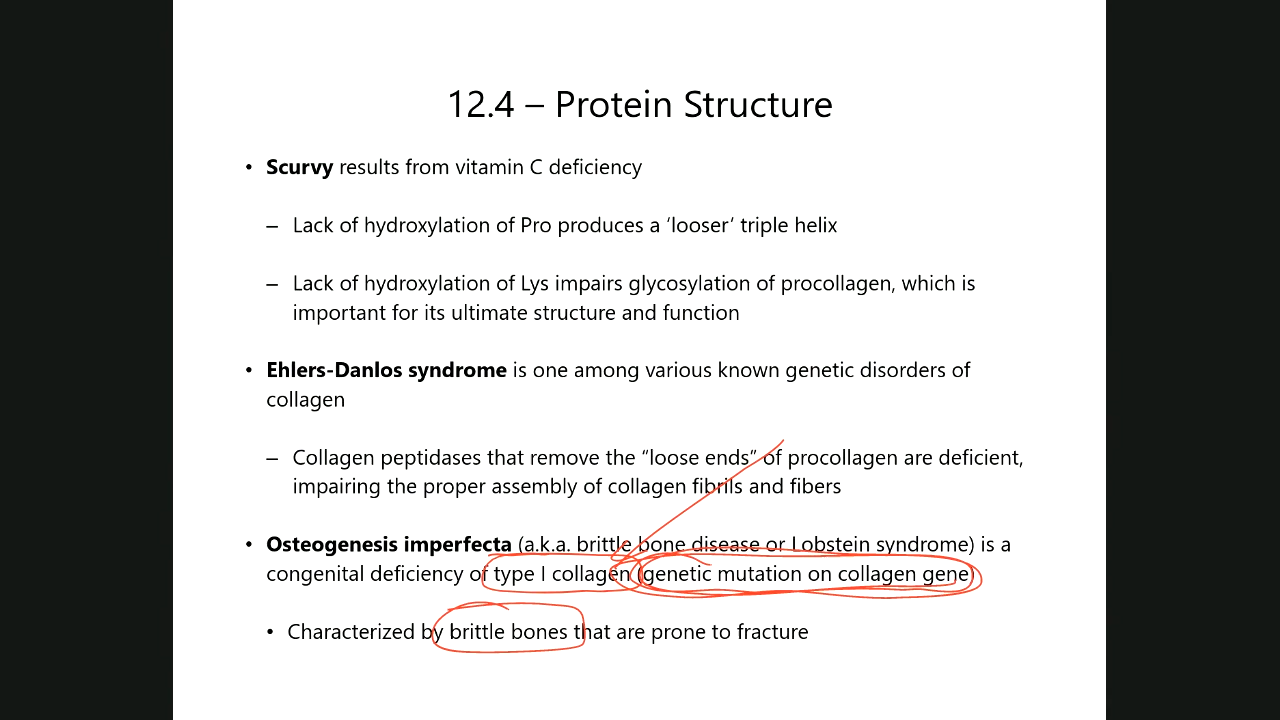 12.4 – Protein Structure
• Scurvy results from vitamin C deficiency
– Lack of hydroxylation of Pro produces a ‘looser’ triple helix
– Lack of hydroxylation of Lys impairs glycosylation of procollagen, which is
important for its ultimate structure and function
• Ehlers-Danlos syndrome is one among various known genetic disorders of
collagen
– Collagen peptidases that remove the “loose ends” of procollagen are deficient,
impairing the proper assembly of collagen fibrils and fibers
• Osteogenesis imperfecta (a.k.a. brittle bone disease or Lobstein syndrome) is a
congenital deficiency of type I collagen (genetic mutation on collagen gene)
• Characterized by brittle bones that are prone to fracture